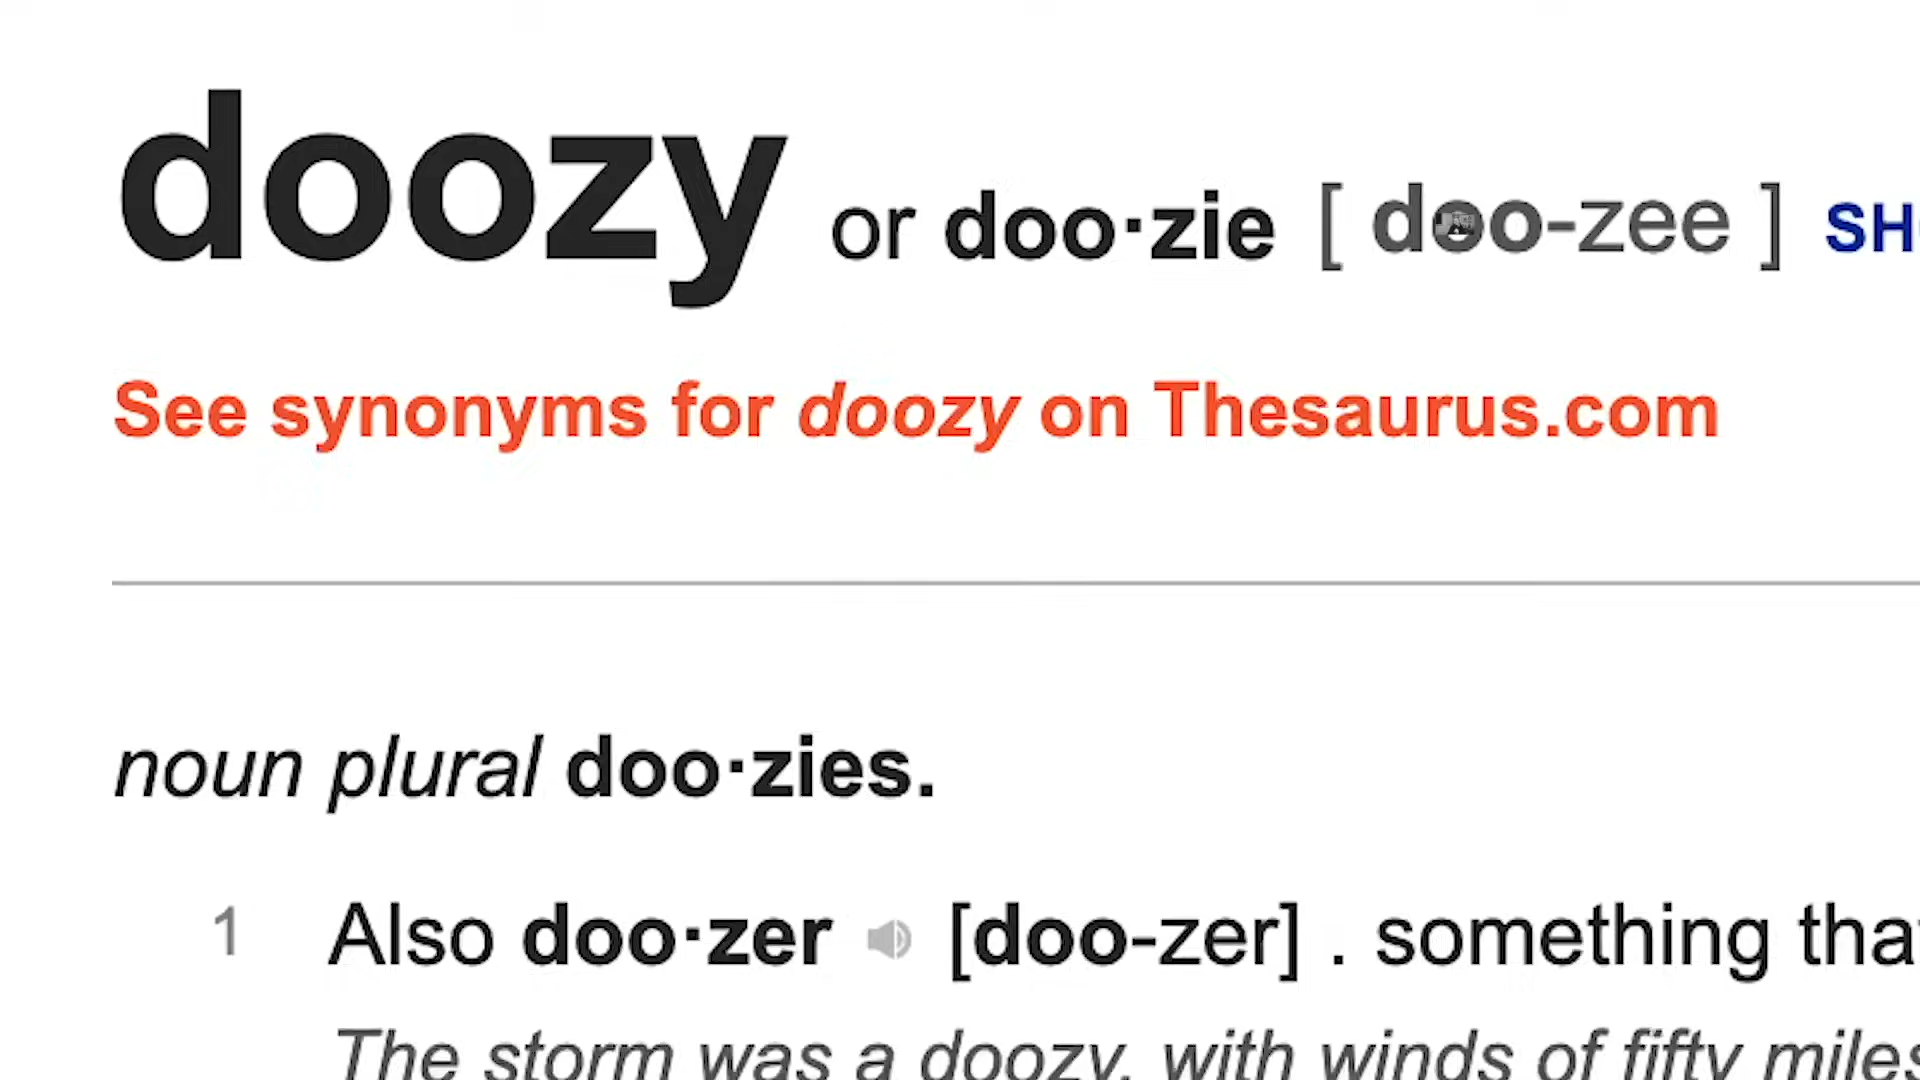 doozy or doo·zie [ doo-zee ]
See synonyms for doozy on Thesaurus.com
noun plural doo·zies.
1 Also doo·zer [doo-zer] . something
The storm was a doozy, with winds of fifty miles